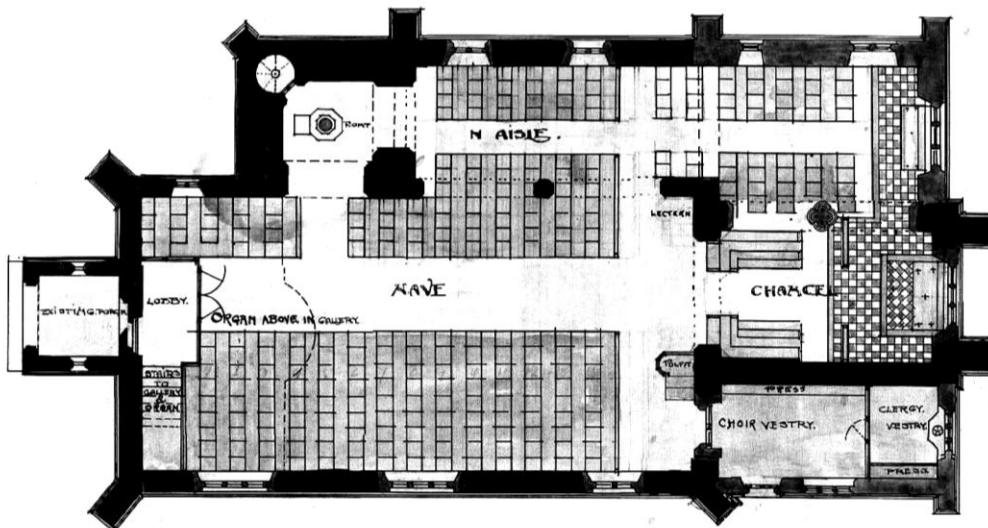 FONT
N AISLE.
LECTERN
NAVE
CHANCEL
EXISTING PORCH
LOBBY.
ORGAN ABOVE IN GALLERY.
STAIRS
TO
GALLERY
&
ORGAN
PULPIT
PRESS
CHOIR VESTRY.
CLERGY.
VESTRY.
PRESS